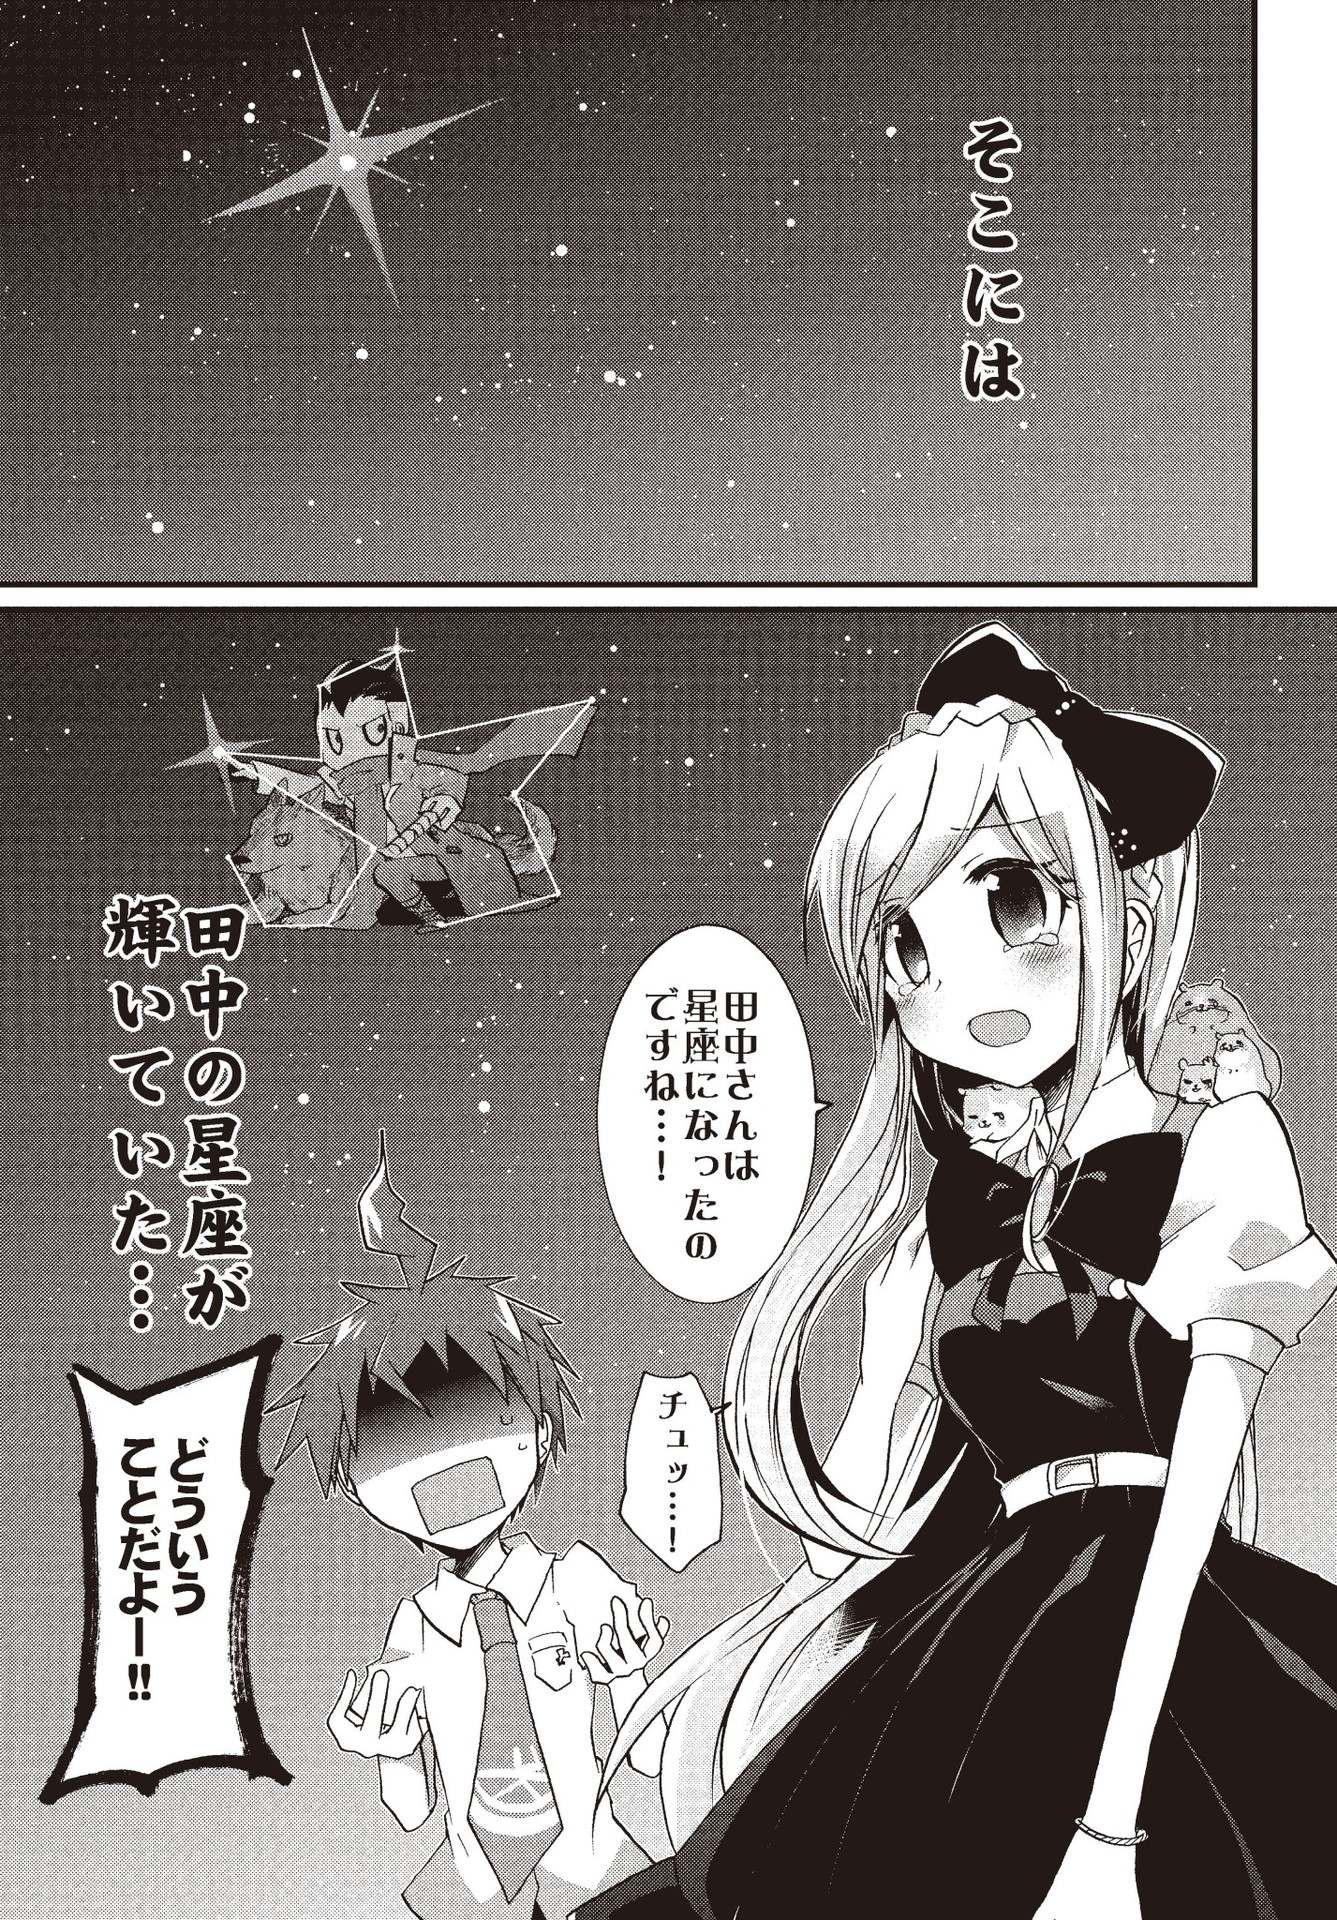 そこには
田中さんは
星座になったの
ですね…！
チュッ…！
田中の星座が
輝いていた…
どういう
ことだよー!!